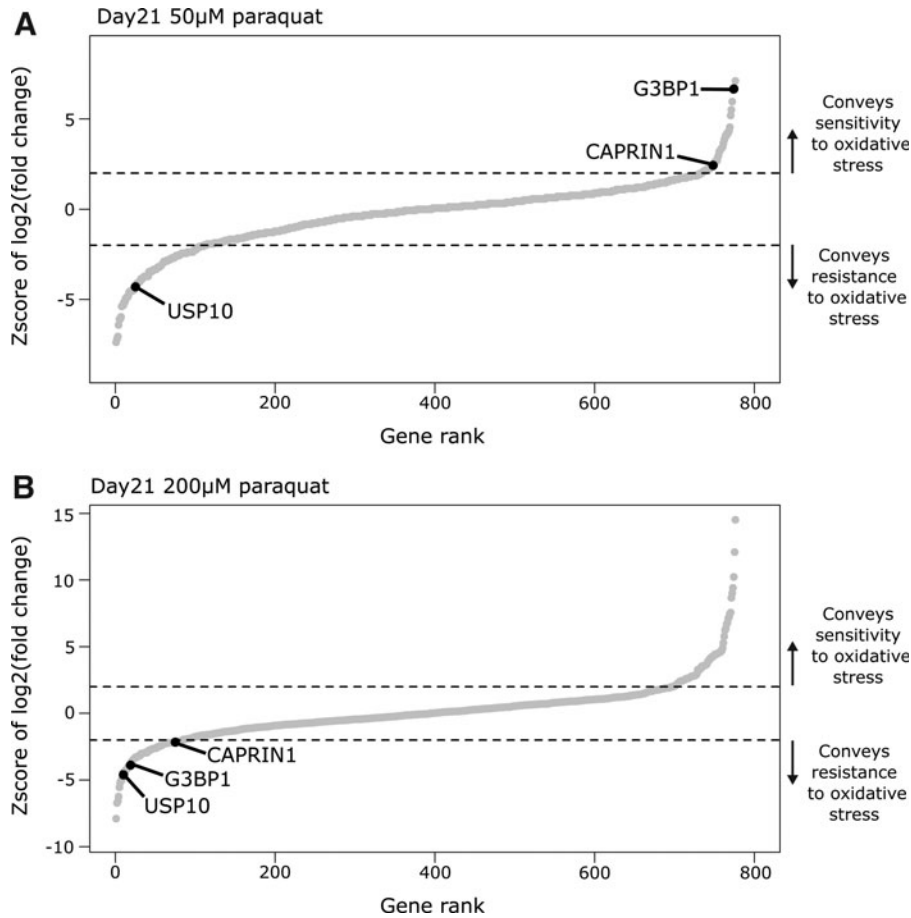 A
Day21 50µM paraquat
Zscore of log2(fold change)
5
0
-5
G3BP1
CAPRIN1
USP10
Conveys
sensitivity
to oxidative
stress
Conveys
resistance
to oxidative
stress
0
200
400
600
800
Gene rank
B
Day21 200µM paraquat
Zscore of log2(fold change)
15
10
5
0
-5
-10
CAPRIN1
G3BP1
USP10
Conveys
sensitivity
to oxidative
stress
Conveys
resistance
to oxidative
stress
0
200
400
600
800
Gene rank